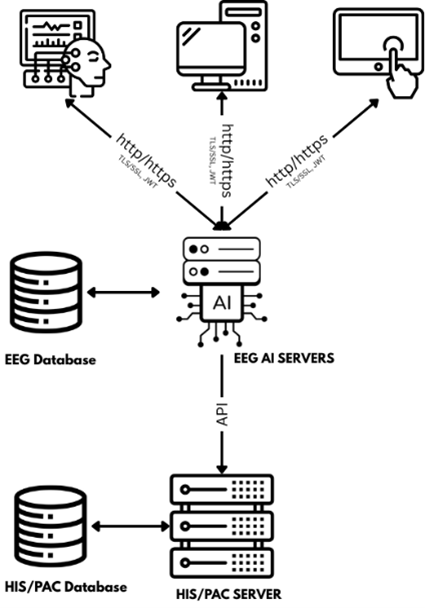 http/https
TLS/SSL, JWT
http/https
TLS/SSL, JWT
http/https
TLS/SSL, JWT
AI
EEG Database
EEG AI SERVERS
API
HIS/PAC Database
HIS/PAC SERVER